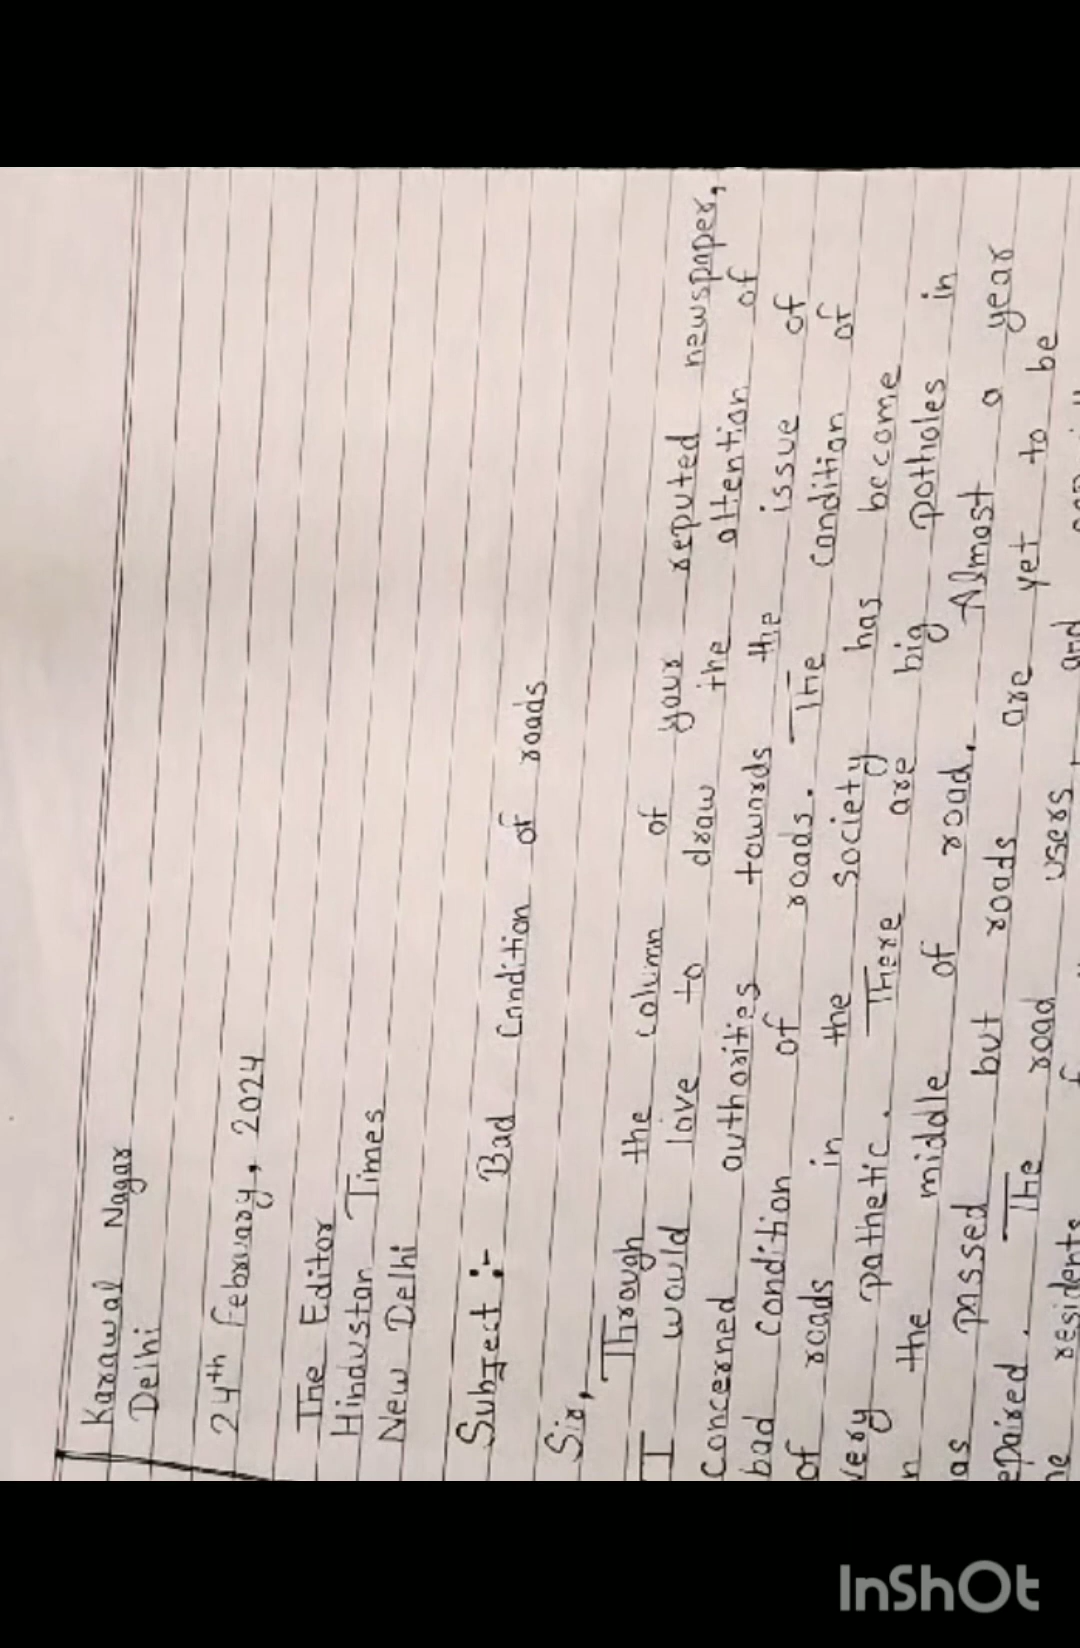 Karawal Nagar
Delhi
24th February, 2024
The Editor
Hindustan Times
New Delhi
Subject :- Bad Condition of roads
Sir,
Through the column of your reputed newspaper,
I would love to draw the attention of
Concerned authorities towards the issue of
bad condition of roads. The condition of
of roads in the society has become
very pathetic. There are big potholes in
n the middle of road. Almost a year
as passed but roads are yet to be
epaired. The road users, and
he residents
InShOt